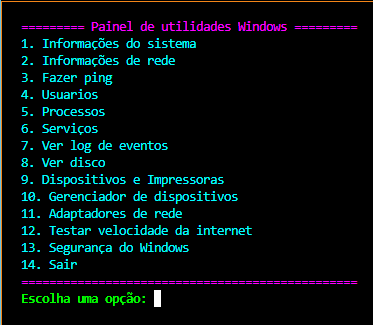 ========= Painel de utilidades Windows =========
1. Informações do sistema
2. Informações de rede
3. Fazer ping
4. Usuarios
5. Processos
6. Serviços
7. Ver log de eventos
8. Ver disco
9. Dispositivos e Impressoras
10. Gerenciador de dispositivos
11. Adaptadores de rede
12. Testar velocidade da internet
13. Segurança do Windows
14. Sair
================================================
Escolha uma opção: